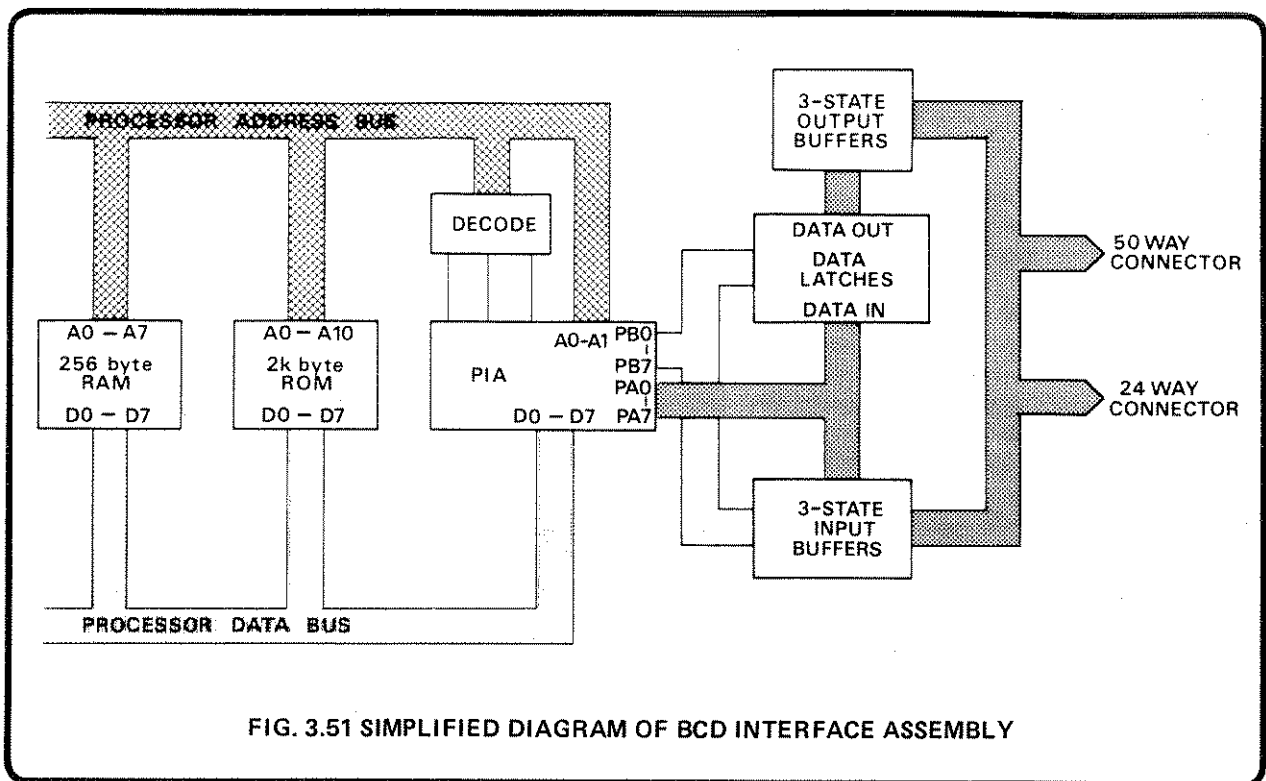 PROCESSOR ADDRESS BUS
3-STATE
OUTPUT
BUFFERS
DECODE
DATA OUT
DATA
LATCHES
DATA IN
50 WAY
CONNECTOR
A0 - A7
256 byte
RAM
D0 - D7
A0 - A10
2k byte
ROM
D0 - D7
A0-A1
PIA
D0 - D7
PB0
PB7
PA0
PA7
24 WAY
CONNECTOR
3-STATE
INPUT
BUFFERS
PROCESSOR DATA BUS
FIG. 3.51 SIMPLIFIED DIAGRAM OF BCD INTERFACE ASSEMBLY